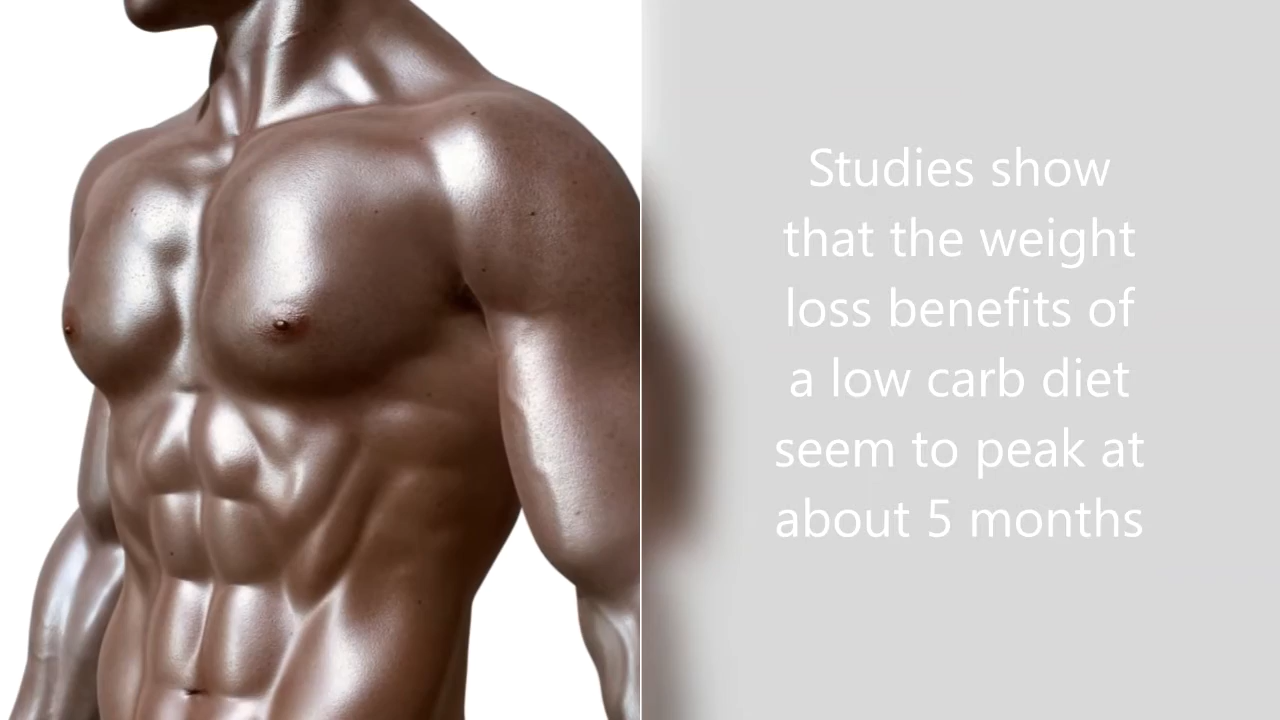 Studies show
that the weight
loss benefits of
a low carb diet
seem to peak at
about 5 months